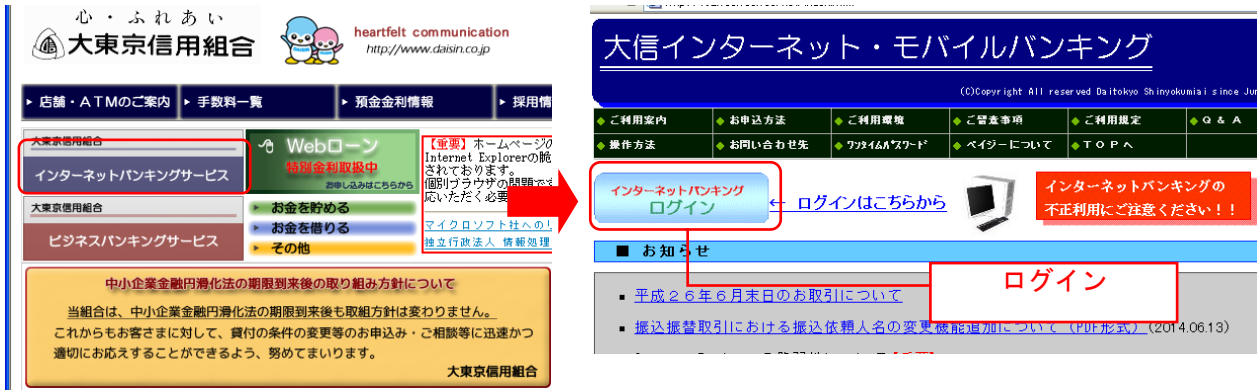 心・ふれあい
大東京信用組合
heartfelt communication
http://www.daisin.co.jp
店舗・ATMのご案内
手数料一覧
預金金利情報
採用情
大東京信用組合
インターネットバンキングサービス
大東京信用組合
ビジネスバンキングサービス
Webローン
特別金利取扱中
お申し込みはこちらから
お金を貯める
お金を借りる
その他
【重要】ホームページの
Internet Explorerの脆
されております。
個別ブラウザの問題です
応いただく必要
マイクロソフト社へのリ
独立行政法人 情報処理
中小企業金融円滑化法の期限到来後の取り組み方針について
当組合は、中小企業金融円滑化法の期限到来後も取組方針は変わりません。
これからもお客さまに対して、貸付の条件の変更等のお申込み・ご相談等に迅速かつ
適切にお応えすることができるよう、努めてまいります。
大東京信用組合
大信インターネット・モバイルバンキング
(C)Copyright All reserved Daitokyo Shinyokumiai since Jun
ご利用案内
お申込方法
ご利用環境
ご留意事項
ご利用規定
Q & A
操作方法
お問い合わせ先
ワンタイムパスワード
ペイジーについて
TOPへ
インターネットバンキング
ログイン
← ログインはこちらから
インターネットバンキングの
不正利用にご注意ください！！
■ お知らせ
ログイン
平成２６年６月末日のお取引について
振込振替取引における振込依頼人名の変更機能追加について（PDF形式）(2014.06.13)